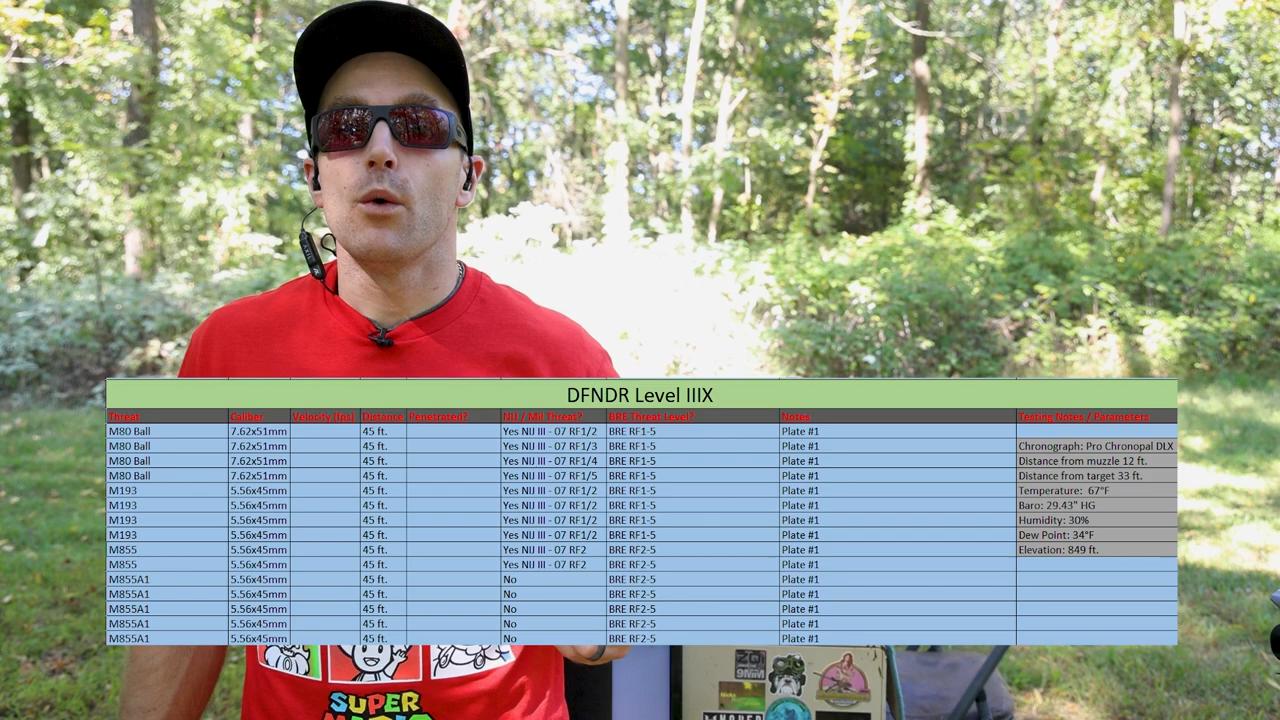 DFNDR Level IIIX
Threat Caliber Velocity (fps) Distance Penetrated? NIJ / Mil Threat? BRE Threat Level? Notes Testing Notes / Parameters
M80 Ball 7.62x51mm 45 ft. Yes NIJ III - 07 RF1/2 BRE RF1-5 Plate #1
M80 Ball 7.62x51mm 45 ft. Yes NIJ III - 07 RF1/3 BRE RF1-5 Plate #1 Chronograph: Pro Chronopal DLX
M80 Ball 7.62x51mm 45 ft. Yes NIJ III - 07 RF1/4 BRE RF1-5 Plate #1 Distance from muzzle 12 ft.
M80 Ball 7.62x51mm 45 ft. Yes NIJ III - 07 RF1/5 BRE RF1-5 Plate #1 Distance from target 33 ft.
M193 5.56x45mm 45 ft. Yes NIJ III - 07 RF1/2 BRE RF1-5 Plate #1 Temperature: 67°F
M193 5.56x45mm 45 ft. Yes NIJ III - 07 RF1/2 BRE RF1-5 Plate #1 Baro: 29.43" HG
M193 5.56x45mm 45 ft. Yes NIJ III - 07 RF1/2 BRE RF1-5 Plate #1 Humidity: 30%
M193 5.56x45mm 45 ft. Yes NIJ III - 07 RF1/2 BRE RF1-5 Plate #1 Dew Point: 34°F
M855 5.56x45mm 45 ft. Yes NIJ III - 07 RF2 BRE RF2-5 Plate #1 Elevation: 849 ft.
M855 5.56x45mm 45 ft. Yes NIJ III - 07 RF2 BRE RF2-5 Plate #1
M855A1 5.56x45mm 45 ft. No BRE RF2-5 Plate #1
M855A1 5.56x45mm 45 ft. No BRE RF2-5 Plate #1
M855A1 5.56x45mm 45 ft. No BRE RF2-5 Plate #1
M855A1 5.56x45mm 45 ft. No BRE RF2-5 Plate #1
M855A1 5.56x45mm 45 ft. No BRE RF2-5 Plate #1
SUPER
9MM